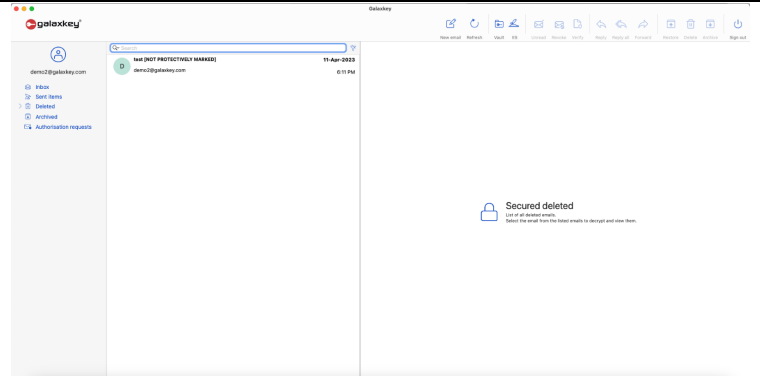 Galaxkey
galaxkey
New email Refresh Vault ES Unread Revoke Verify Reply Reply all Forward Restore Delete Archive Sign out
demo2@galaxkey.com
Inbox
Sent items
Deleted
Archived
Authorisation requests
Search
test [NOT PROTECTIVELY MARKED] 11-Apr-2023
D demo2@galaxkey.com 6:11 PM
Secured deleted
List of all deleted emails.
Select the email from the listed emails to decrypt and view them.